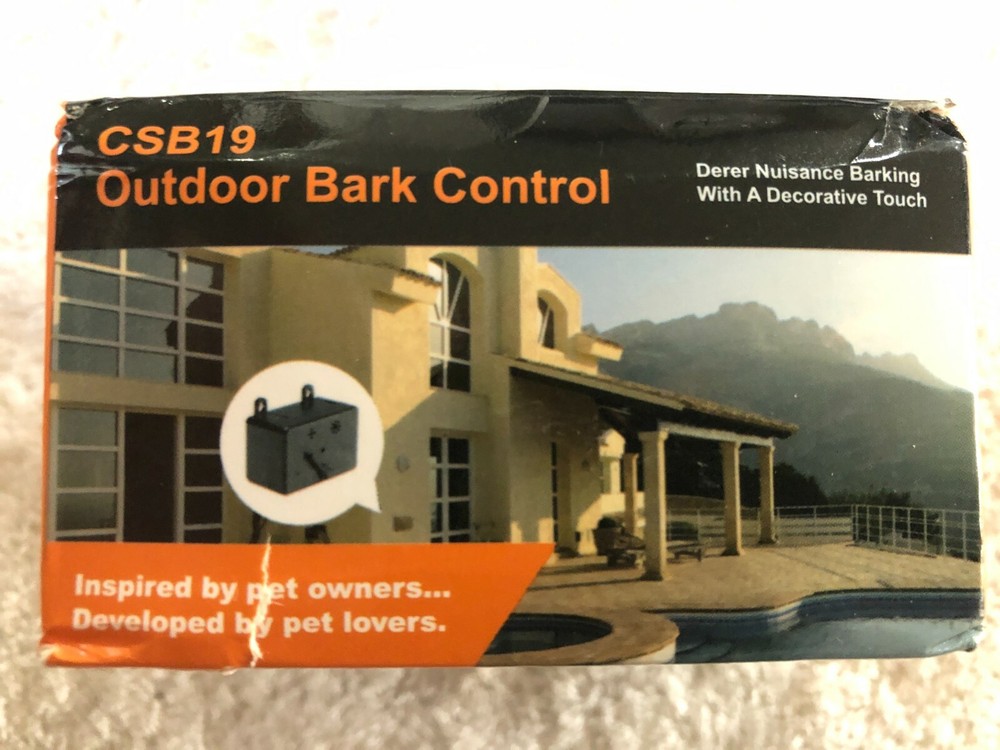 CSB19
Outdoor Bark Control
Derer Nuisance Barking
With A Decorative Touch
Inspired by pet owners...
Developed by pet lovers.